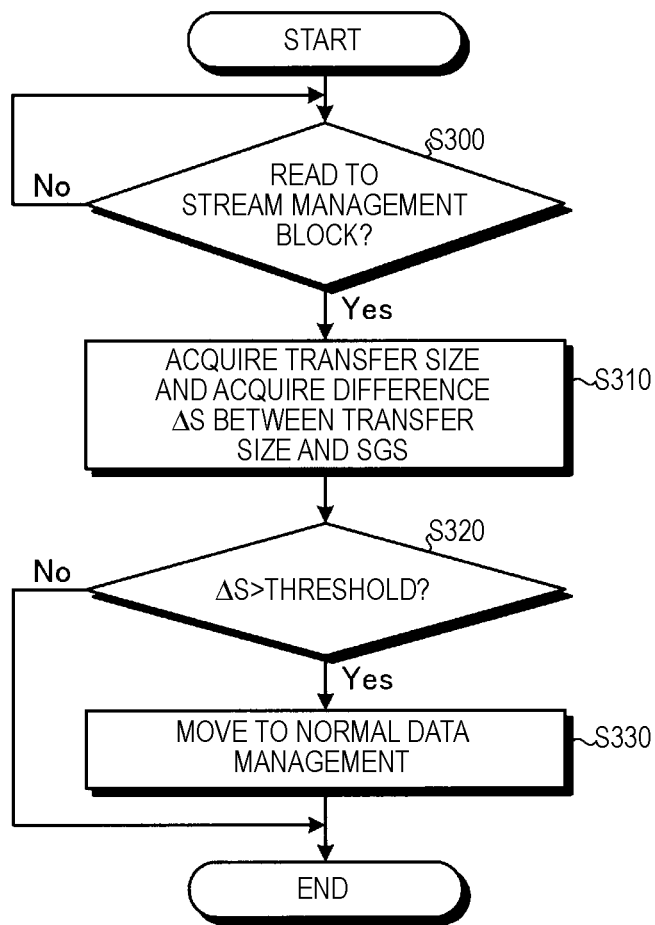 START
S300
READ TO
STREAM MANAGEMENT
BLOCK?
No
Yes
ACQUIRE TRANSFER SIZE
AND ACQUIRE DIFFERENCE
ΔS BETWEEN TRANSFER
SIZE AND SGS
S310
S320
No
ΔS>THRESHOLD?
Yes
MOVE TO NORMAL DATA
MANAGEMENT
S330
END